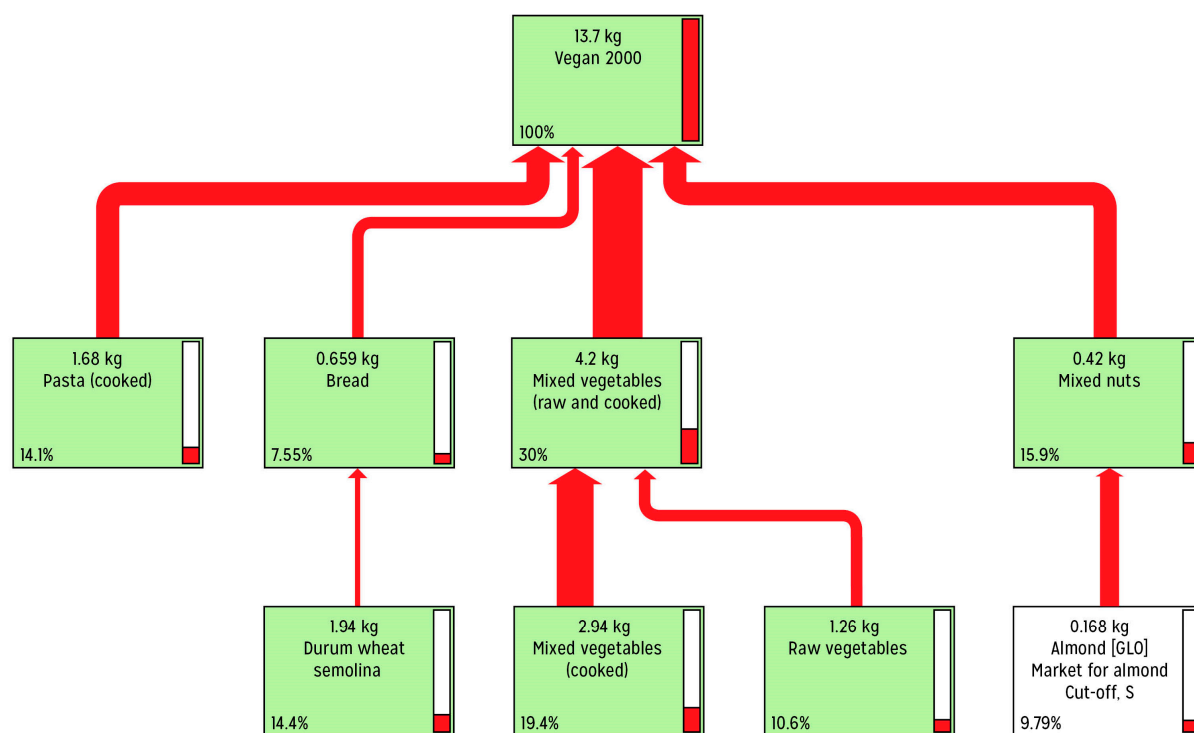 13.7 kg
Vegan 2000
100%
1.68 kg
Pasta (cooked)
14.1%
0.659 kg
Bread
7.55%
4.2 kg
Mixed vegetables
(raw and cooked)
30%
0.42 kg
Mixed nuts
15.9%
1.94 kg
Durum wheat
semolina
14.4%
2.94 kg
Mixed vegetables
(cooked)
19.4%
1.26 kg
Raw vegetables
10.6%
0.168 kg
Almond [GLO]
Market for almond
Cut-off, S
9.79%